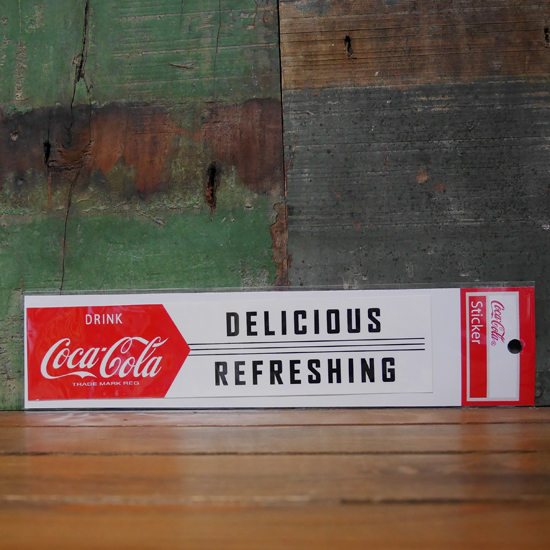 DRINK
Coca-Cola
TRADE MARK REG.
DELICIOUS
REFRESHING
Coca-Cola®
Sticker